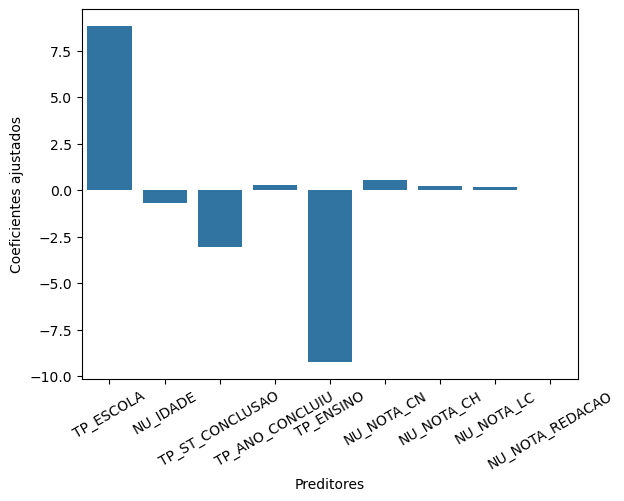 7.5
5.0
2.5
0.0
−2.5
−5.0
−7.5
−10.0
Coeficientes ajustados
TP_ESCOLA
NU_IDADE
TP_ST_CONCLUSAO
TP_ANO_CONCLUIU
TP_ENSINO
NU_NOTA_CN
NU_NOTA_CH
NU_NOTA_LC
NU_NOTA_REDACAO
Preditores